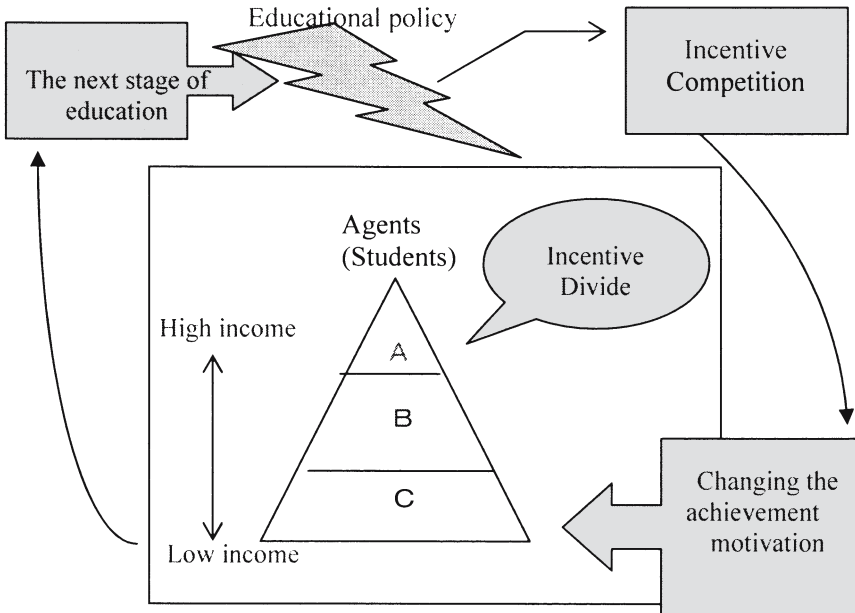 Educational policy
The next stage of
education
Incentive
Competition
Agents
(Students)
Incentive
Divide
High income
A
B
C
Low income
Changing the
achievement
motivation